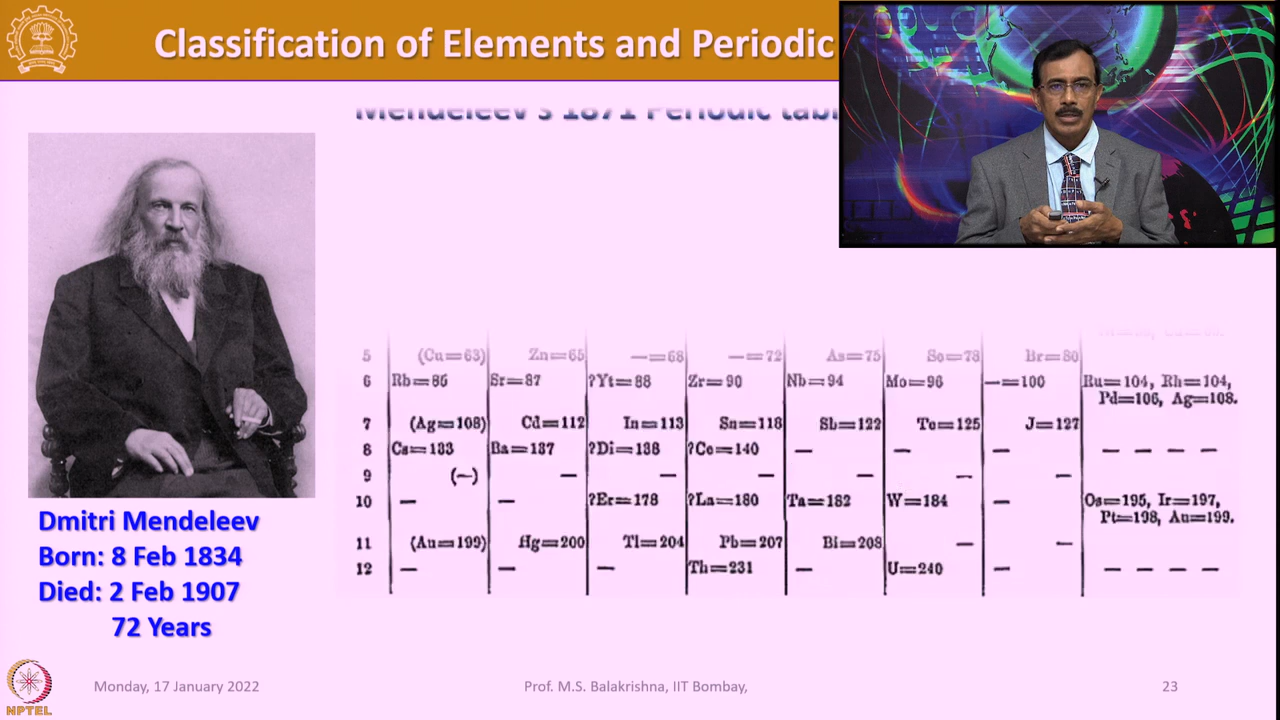 Classification of Elements and Periodic
Mendeleev's 1871 Periodic tabl
5 (Cu=63) Zn=65 —=68 —=72 As=75 Se=78 Br=80
6 Rb=86 Sr=87 ?Yt=88 Zr=90 Nb=94 Mo=96 —=100 Ru=104, Rh=104,
Pd=106, Ag=108.
7 (Ag=108) Cd=112 In=113 Sn=118 Sb=122 Te=125 J=127
8 Cs=133 Ba=137 ?Di=138 ?Ce=140 — — — — — — —
9 (—) — — — — — —
10 — — ?Er=178 ?La=180 Ta=182 W=184 — Os=195, Ir=197,
Pt=198, Au=199.
11 (Au=199) Hg=200 Tl=204 Pb=207 Bi=208 — —
12 — — — Th=231 — U=240 — — — — —
Dmitri Mendeleev
Born: 8 Feb 1834
Died: 2 Feb 1907
72 Years
NPTEL
Monday, 17 January 2022
Prof. M.S. Balakrishna, IIT Bombay,
23